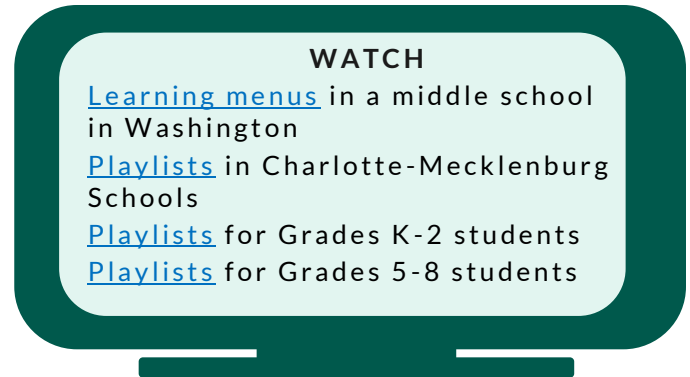 WATCH
Learning menus in a middle school
in Washington
Playlists in Charlotte-Mecklenburg
Schools
Playlists for Grades K-2 students
Playlists for Grades 5-8 students